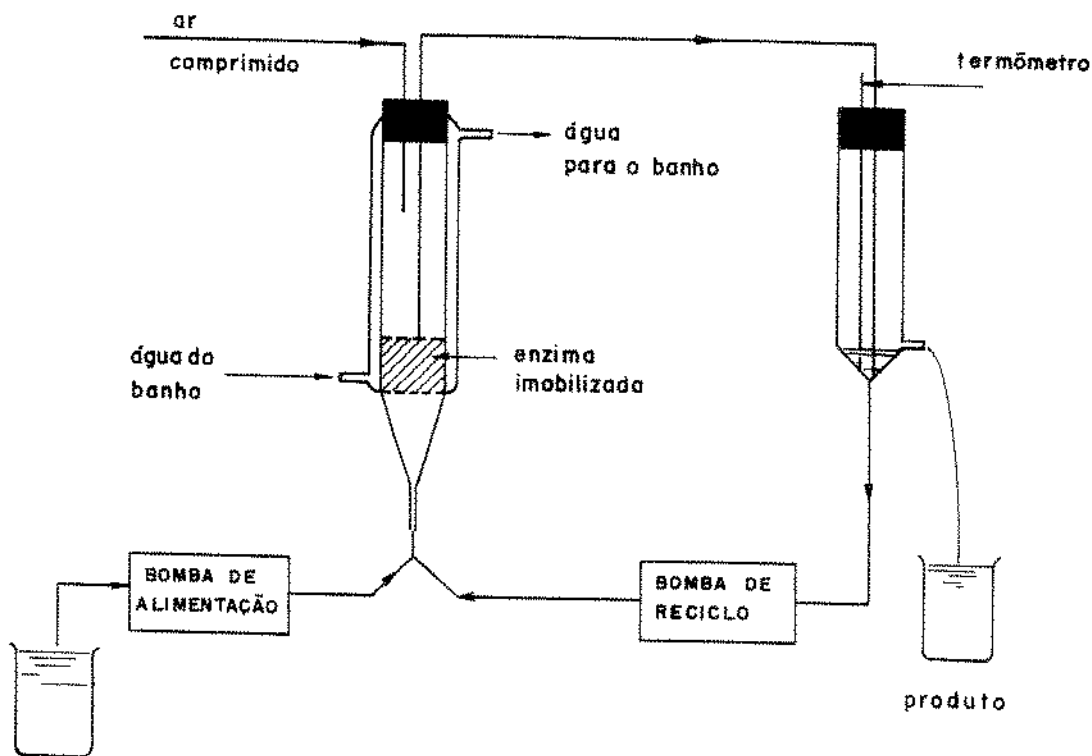 ar
comprimido
termômetro
água
para o banho
água do
banho
enzima
imobilizada
BOMBA DE
ALIMENTAÇÃO
BOMBA DE
RECICLO
produto